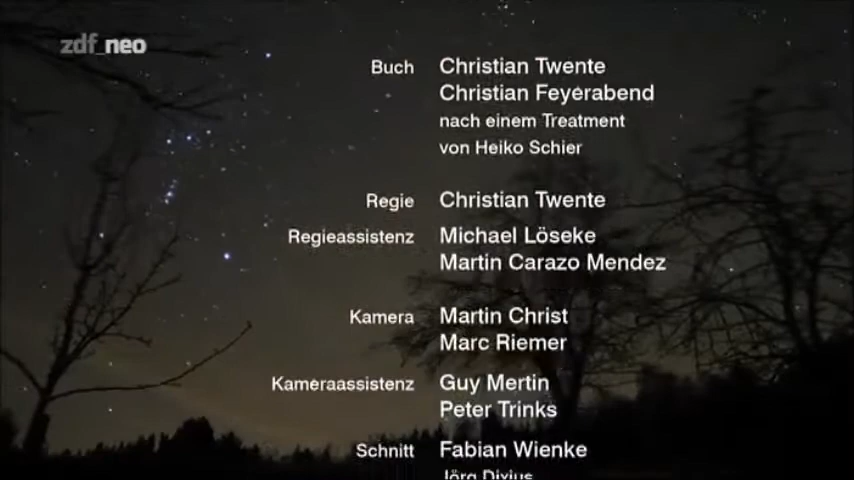 zdf_neo
Buch Christian Twente
Christian Feyerabend
nach einem Treatment
von Heiko Schier
Regie Christian Twente
Regieassistenz Michael Löseke
Martin Carazo Mendez
Kamera Martin Christ
Marc Riemer
Kameraassistenz Guy Mertin
Peter Trinks
Schnitt Fabian Wienke